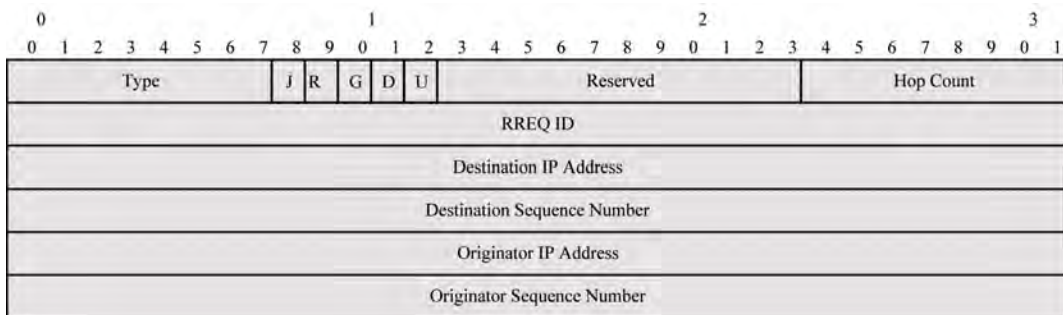 0 1 2 3
0 1 2 3 4 5 6 7 8 9 0 1 2 3 4 5 6 7 8 9 0 1 2 3 4 5 6 7 8 9 0 1
Type J R G D U Reserved Hop Count
RREQ ID
Destination IP Address
Destination Sequence Number
Originator IP Address
Originator Sequence Number